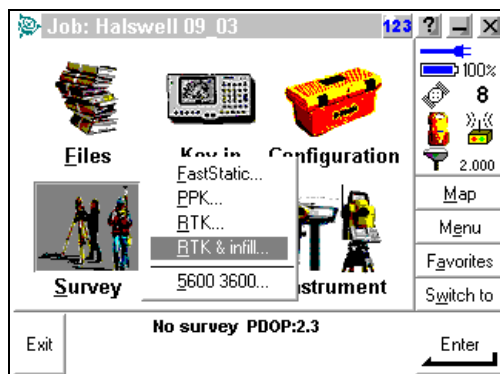 Job: Halswell 09_03
123
?
X
100%
8
2.000
Files
Key in
Configuration
FastStatic...
PPK...
RTK...
RTK & infill...
5600 3600...
Survey
strument
Map
Menu
Favorites
Switch to
Exit
No survey PDOP:2.3
Enter